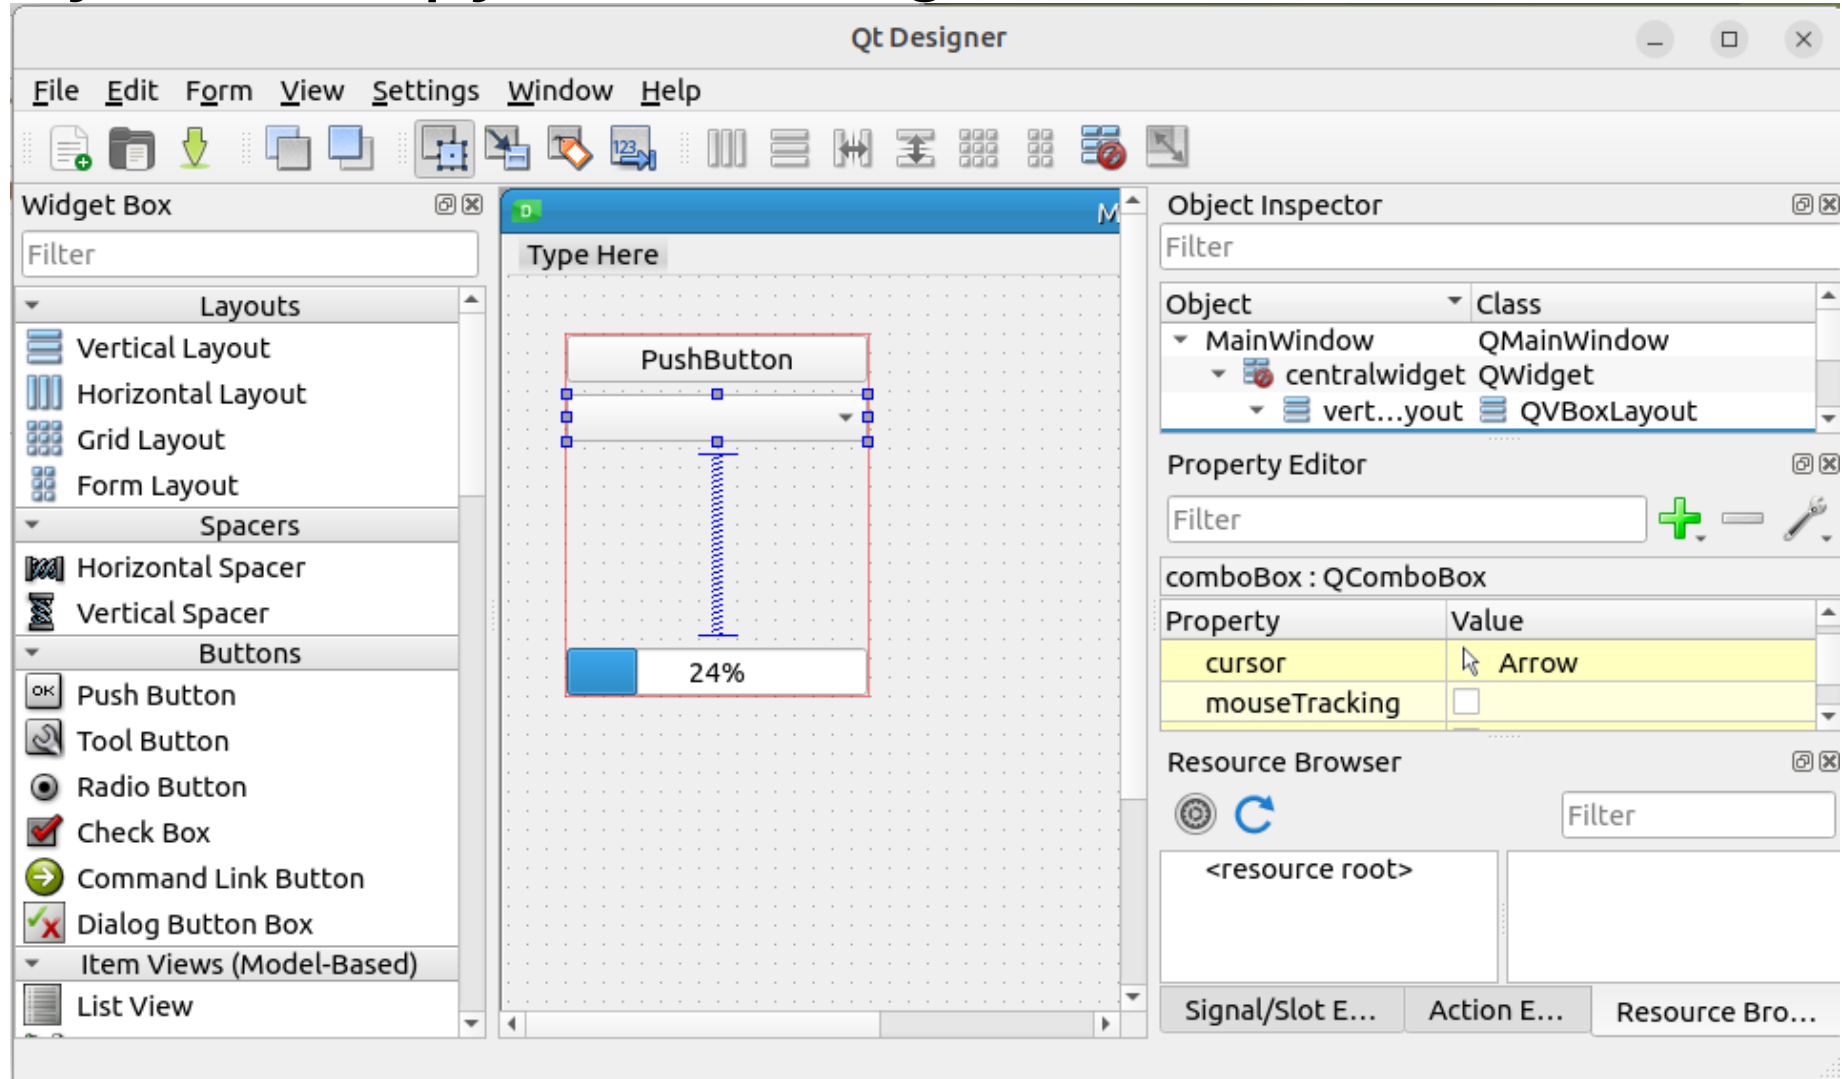 Qt Designer
File Edit Form View Settings Window Help
123
Widget Box
Filter
Layouts
Vertical Layout
Horizontal Layout
Grid Layout
Form Layout
Spacers
Horizontal Spacer
Vertical Spacer
Buttons
OK Push Button
Tool Button
Radio Button
Check Box
Command Link Button
Dialog Button Box
Item Views (Model-Based)
List View
D M
Type Here
PushButton
24%
Object Inspector
Filter
Object Class
MainWindow QMainWindow
centralwidget QWidget
vert...yout QVBoxLayout
Property Editor
Filter
comboBox : QComboBox
Property Value
cursor Arrow
mouseTracking
Resource Browser
Filter
<resource root>
Signal/Slot E... Action E... Resource Bro...